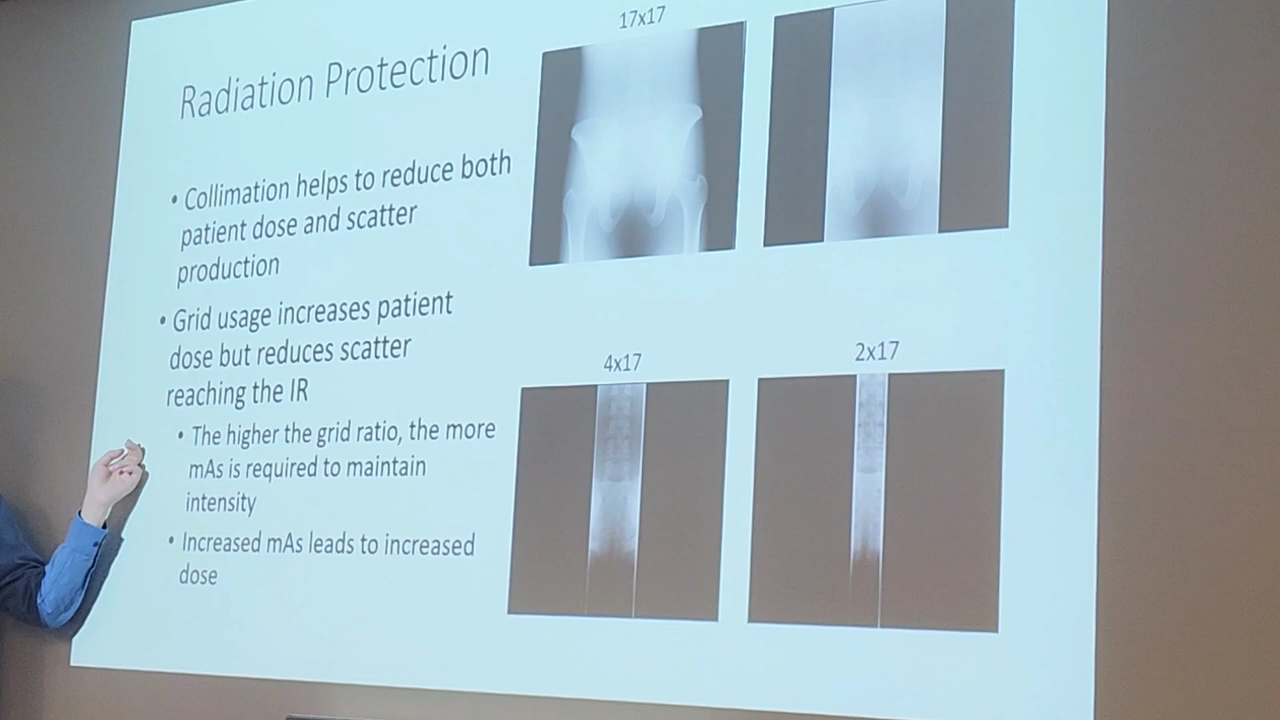 Radiation Protection
• Collimation helps to reduce both
patient dose and scatter
production
• Grid usage increases patient
dose but reduces scatter
reaching the IR
• The higher the grid ratio, the more
mAs is required to maintain
intensity
• Increased mAs leads to increased
dose
17x17
4x17
2x17